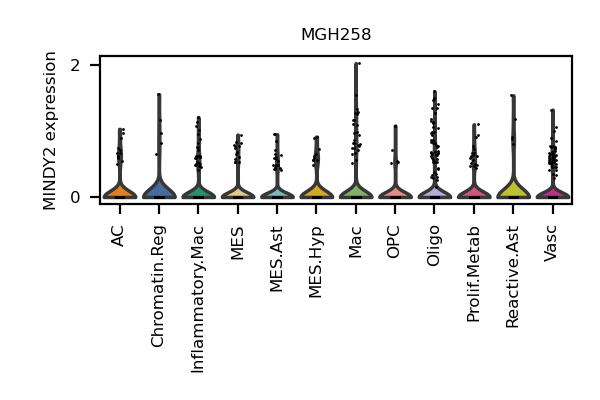 MGH258
MINDY2 expression
2
0
AC
Chromatin.Reg
Inflammatory.Mac
MES
MES.Ast
MES.Hyp
Mac
OPC
Oligo
Prolif.Metab
Reactive.Ast
Vasc